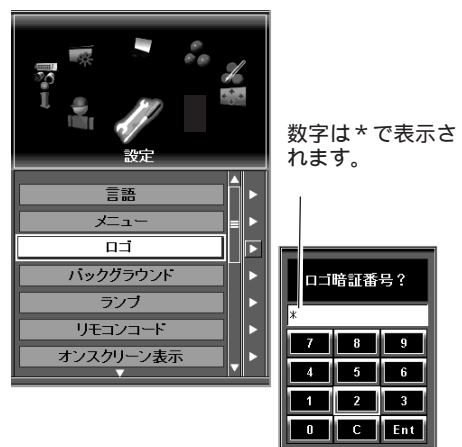 設定
言語
メニュー
ロゴ
バックグラウンド
ランプ
リモコンコード
オンスクリーン表示
数字は*で表示さ
れます。
ロゴ暗証番号?
*
7 8 9
4 5 6
1 2 3
0 C Ent